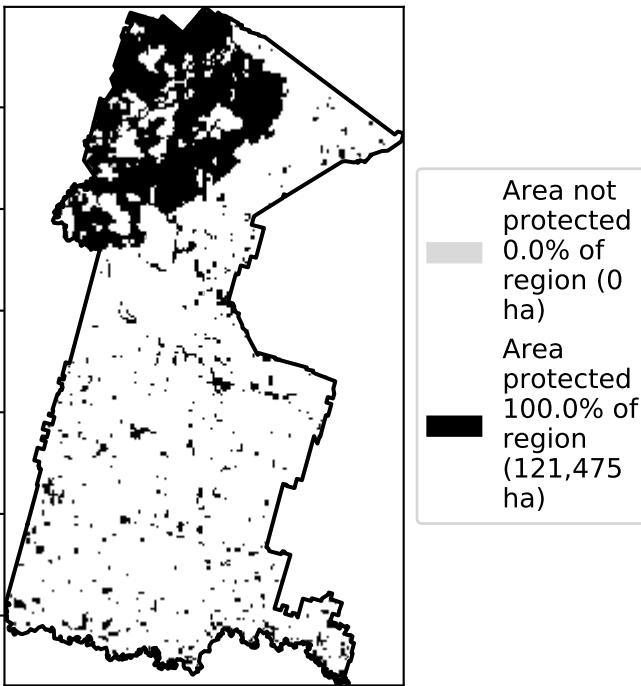 Area not
protected
0.0% of
region (0
ha)
Area
protected
100.0% of
region
(121,475
ha)